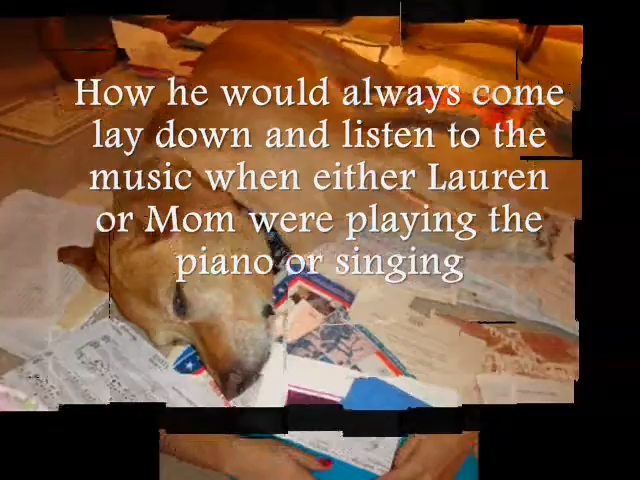 How he would always come
lay down and listen to the
music when either Lauren
or Mom were playing the
piano or singing